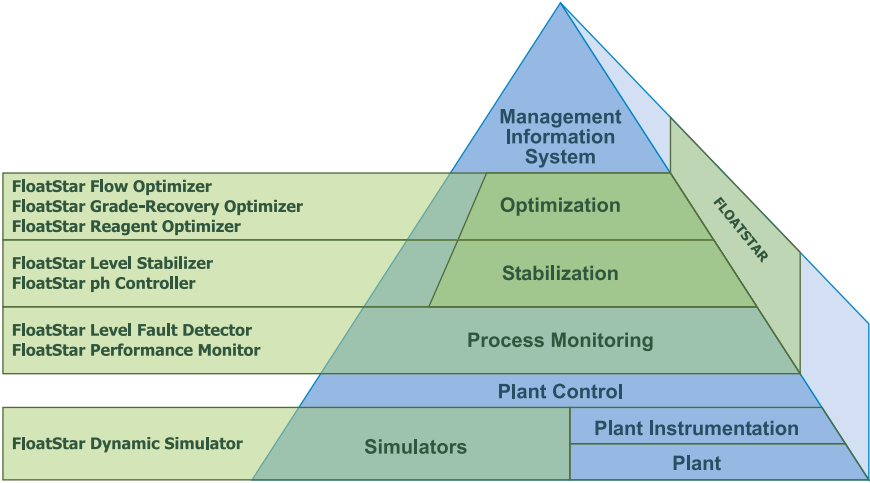 Management
Information
System
FloatStar Flow Optimizer
FloatStar Grade-Recovery Optimizer
FloatStar Reagent Optimizer
Optimization
FLOATSTAR
FloatStar Level Stabilizer
FloatStar ph Controller
Stabilization
FloatStar Level Fault Detector
FloatStar Performance Monitor
Process Monitoring
Plant Control
FloatStar Dynamic Simulator
Simulators
Plant Instrumentation
Plant